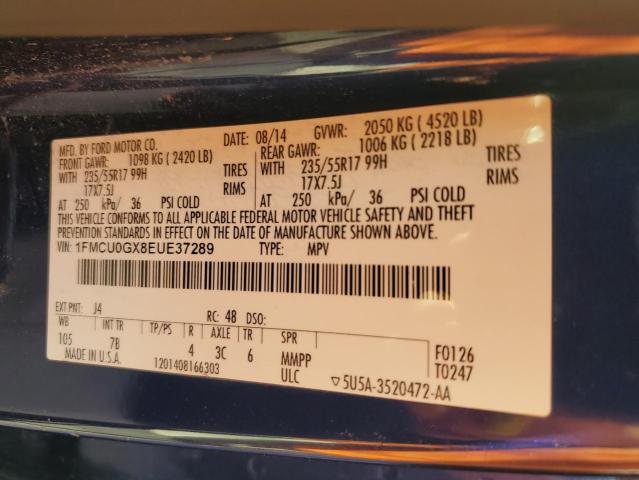 MFD. BY FORD MOTOR CO. DATE: 08/14 GVWR: 2050 KG ( 4520 LB)
FRONT GAWR: 1098 KG ( 2420 LB) REAR GAWR: 1006 KG ( 2218 LB)
WITH 235/55R17 99H TIRES WITH 235/55R17 99H TIRES
17X7.5J RIMS 17X7.5J RIMS
AT 250 kPa/ 36 PSI COLD AT 250 kPa/ 36 PSI COLD
THIS VEHICLE CONFORMS TO ALL APPLICABLE FEDERAL MOTOR VEHICLE SAFETY AND THEFT
PREVENTION STANDARDS IN EFFECT ON THE DATE OF MANUFACTURE SHOWN ABOVE.
VIN: 1FMCU0GX8EUE37289 TYPE: MPV
EXT PNT: J4 RC: 48 DSO:
WB INT TR TP/PS R AXLE TR SPR
105 7B 4 3C 6 MMPP F0126
MADE IN U.S.A. ULC T0247
1201408166303 ▽5U5A-3520472-AA